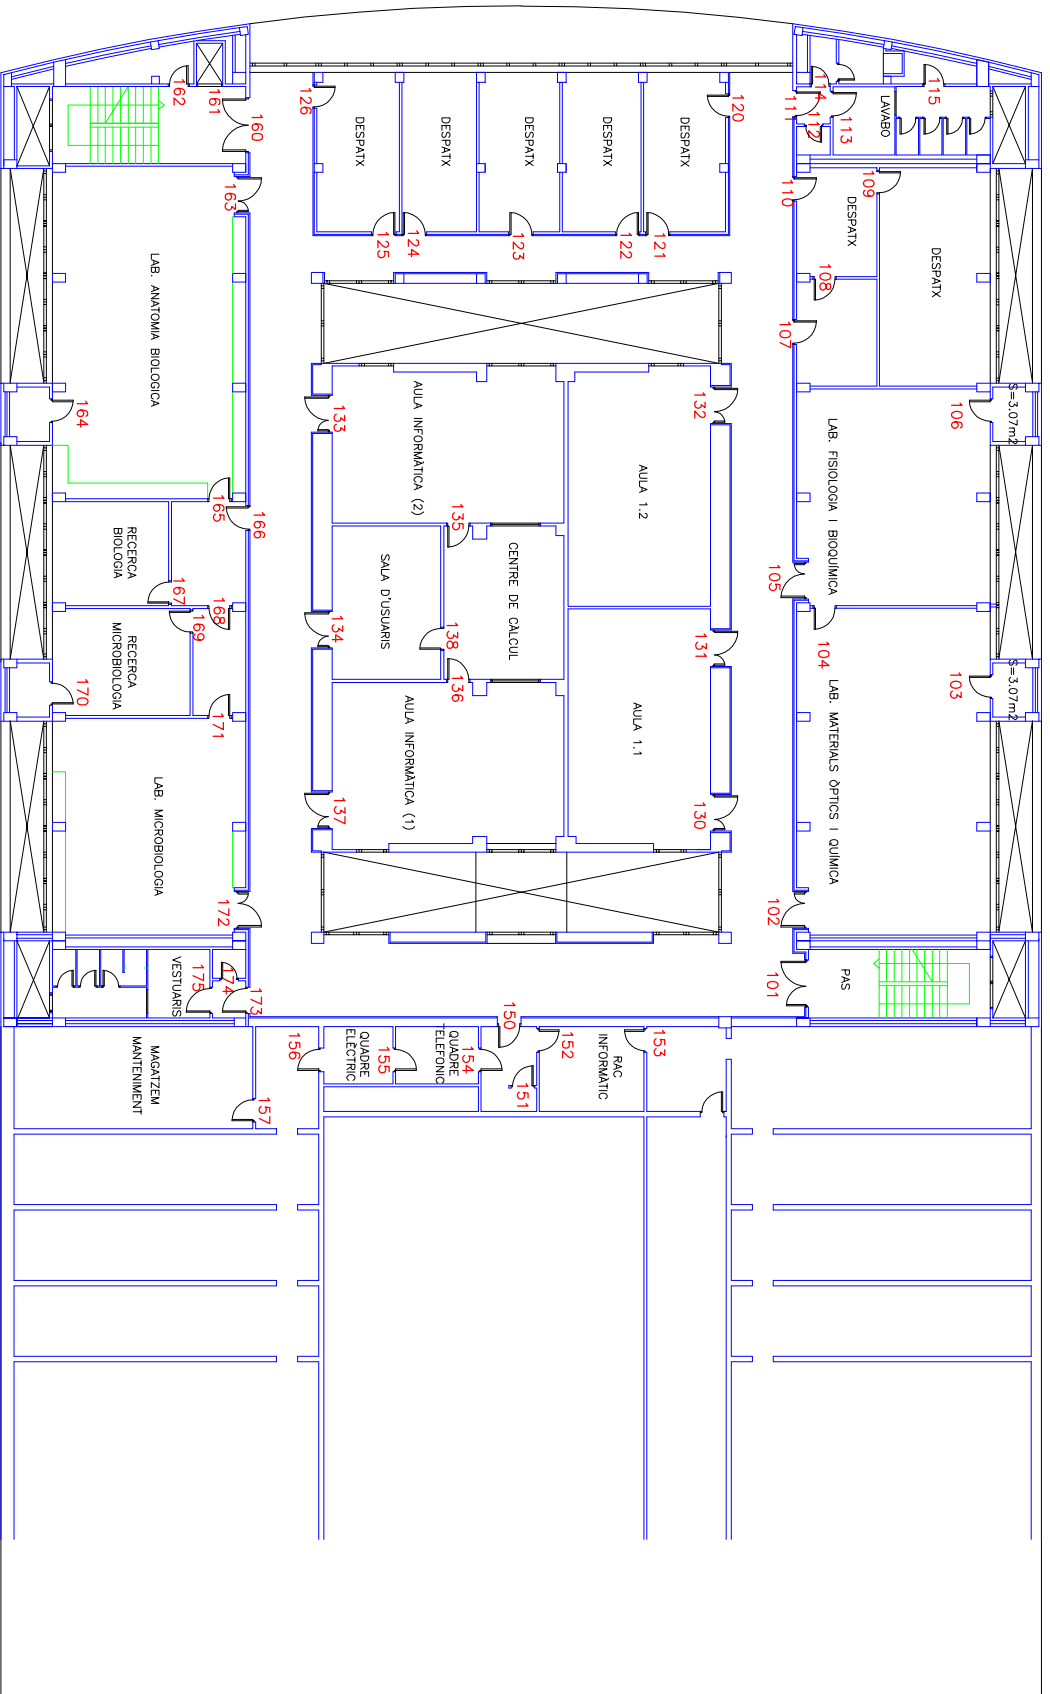 162
161
160
126
DESPATX
DESPATX
DESPATX
DESPATX
DESPATX
120
111
114
112
113
LAVABO
115
163
125
124
123
122
121
110
109
DESPATX
DESPATX
108
107
LAB. ANATOMIA BIOLOGICA
164
133
AULA INFORMÀTICA (2)
132
AULA 1.2
106
S=3.07m2
LAB. FISIOLOGIA I BIOQUÍMICA
165
166
135
CENTRE DE CÀLCUL
SALA D'USUARIS
105
RECERCA
BIOLOGIA
167
168
169
134
138
136
131
104
103
S=3.07m2
RECERCA
MICROBIOLOGIA
170
171
AULA INFORMÀTICA (1)
AULA 1.1
LAB. MATERIALS ÒPTICS I QUÍMICA
137
130
LAB. MICROBIOLOGIA
172
102
VESTUARIS
175
174
173
101
PAS
150
156
QUADRE
ELÈCTRIC
155
QUADRE
TELEFONIC
154
151
152
RAC
INFORMÀTIC
153
MAGATZEM
MANTENIMENT
157